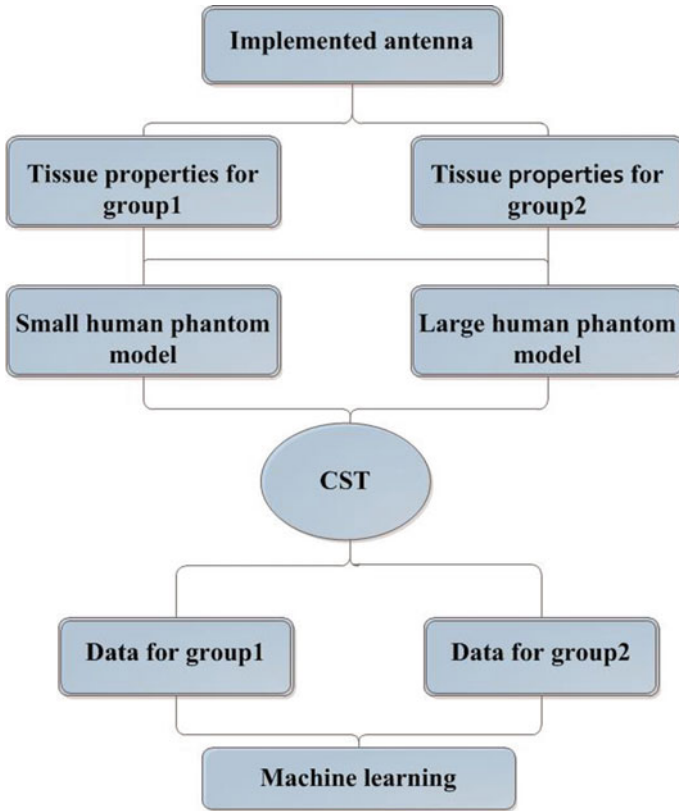 Implemented antenna
Tissue properties for
group1
Tissue properties for
group2
Small human phantom
model
Large human phantom
model
CST
Data for group1
Data for group2
Machine learning